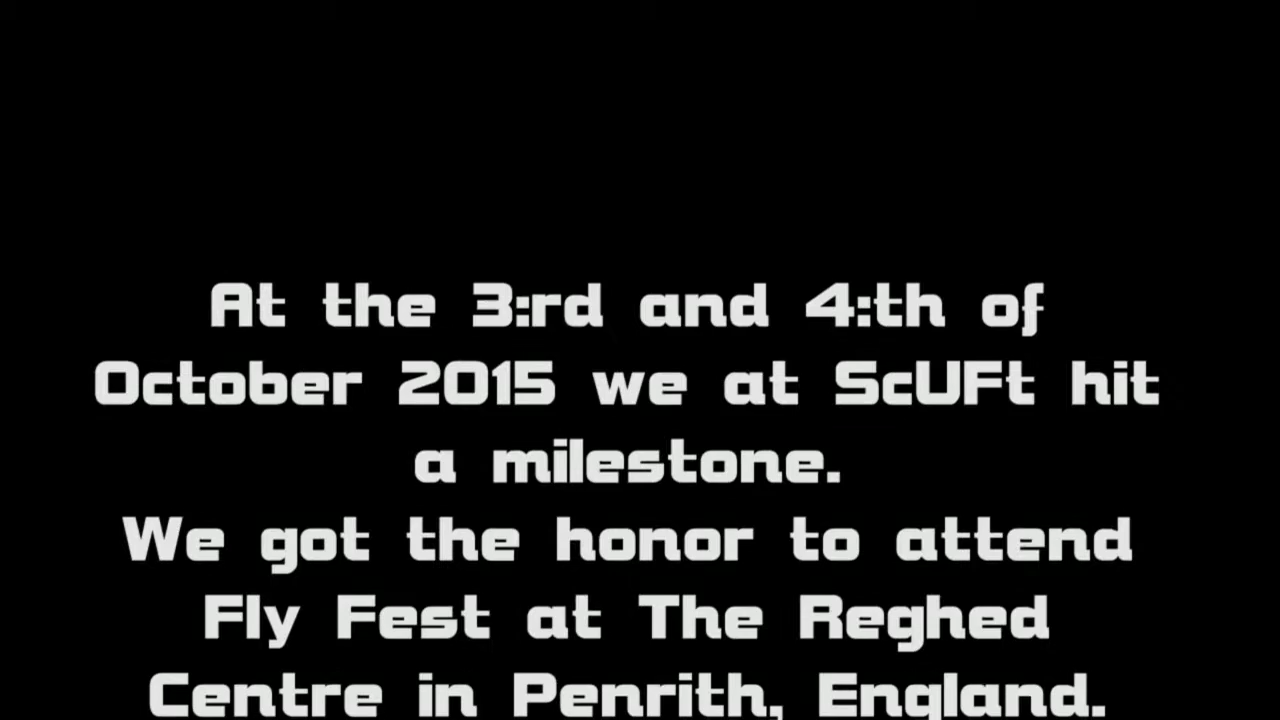 At the 3:rd and 4:th of
October 2015 we at ScUFt hit
a milestone.
We got the honor to attend
Fly Fest at The Reghed
Centre in Penrith, England.